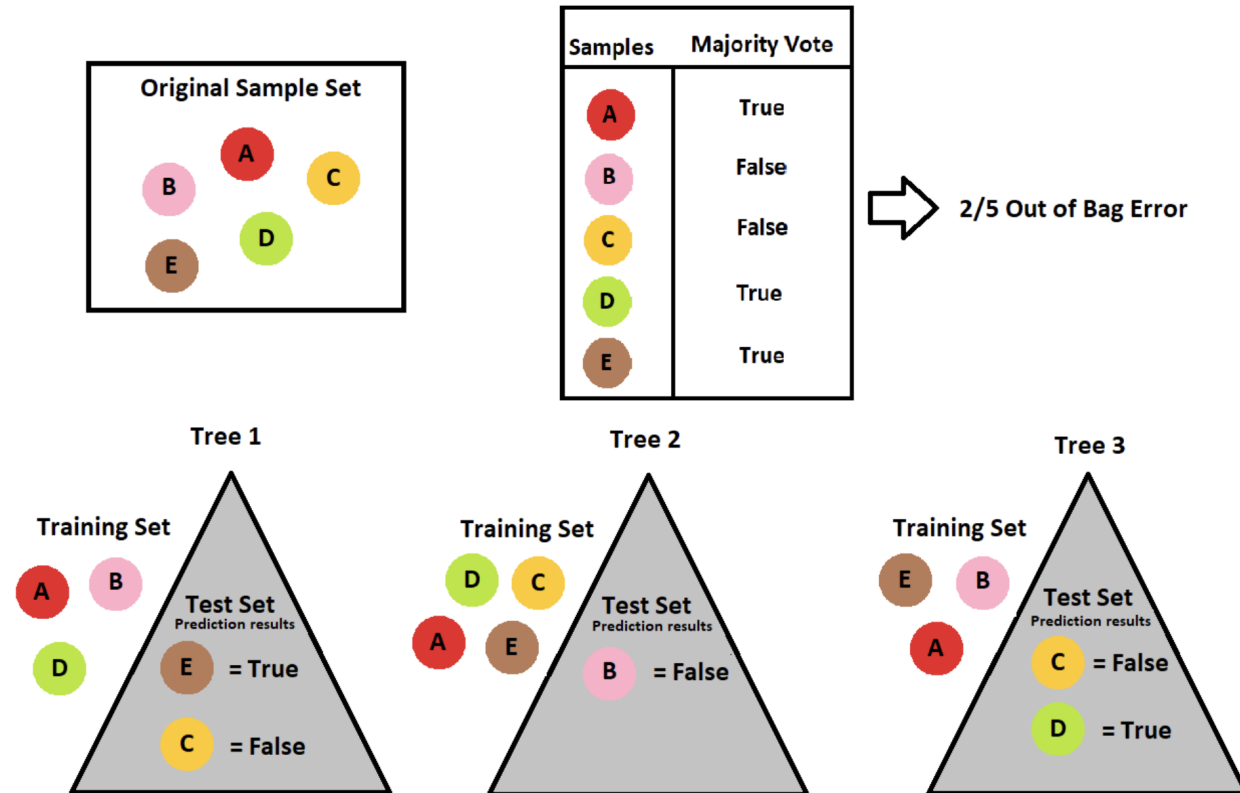 Original Sample Set
A
B
C
D
E
Samples Majority Vote
A True
B False
C False
D True
E True
2/5 Out of Bag Error
Tree 1
Training Set
A
B
D
Test Set
Prediction results
E = True
C = False
Tree 2
Training Set
D
C
A
E
Test Set
Prediction results
B = False
Tree 3
Training Set
E
B
A
Test Set
Prediction results
C = False
D = True